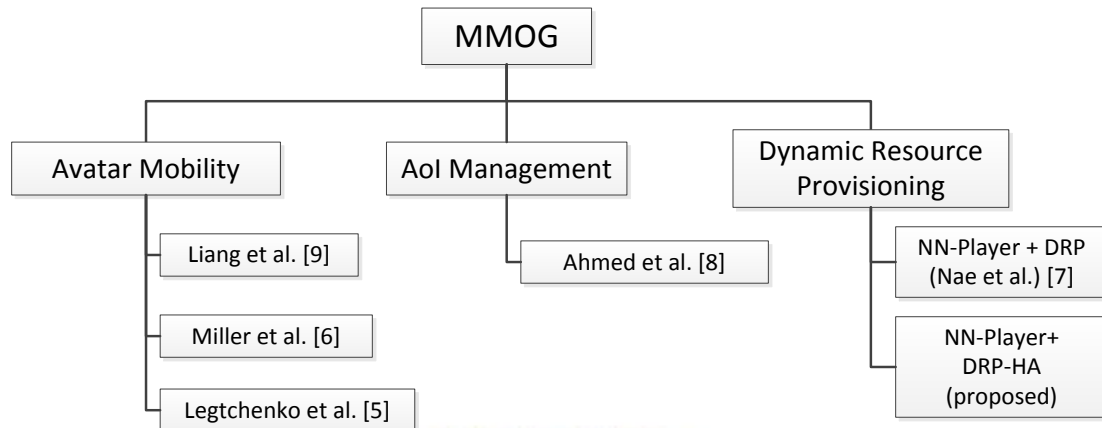 MMOG
Avatar Mobility
AoI Management
Dynamic Resource
Provisioning
Liang et al. [9]
Miller et al. [6]
Legtchenko et al. [5]
Ahmed et al. [8]
NN-Player + DRP
(Nae et al.) [7]
NN-Player+
DRP-HA
(proposed)